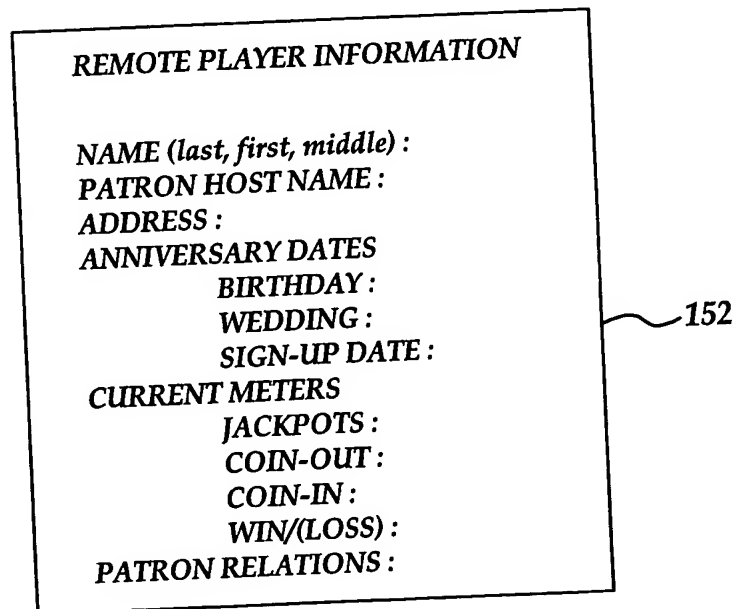 REMOTE PLAYER INFORMATION
NAME (last, first, middle) :
PATRON HOST NAME :
ADDRESS :
ANNIVERSARY DATES
BIRTHDAY :
WEDDING :
SIGN-UP DATE :
152
CURRENT METERS
JACKPOTS :
COIN-OUT :
COIN-IN :
WIN/(LOSS) :
PATRON RELATIONS :